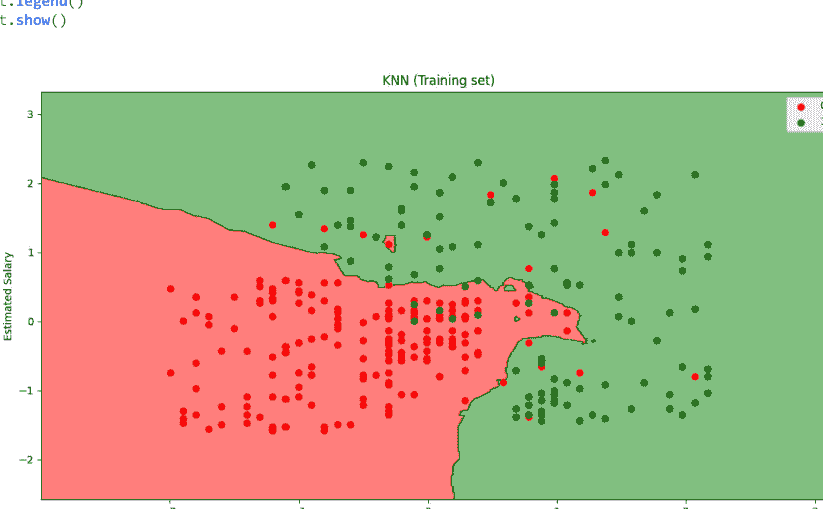 t.legend()
t.show()
KNN (Training set)
3
2
1
0
−1
−2
Estimated Salary